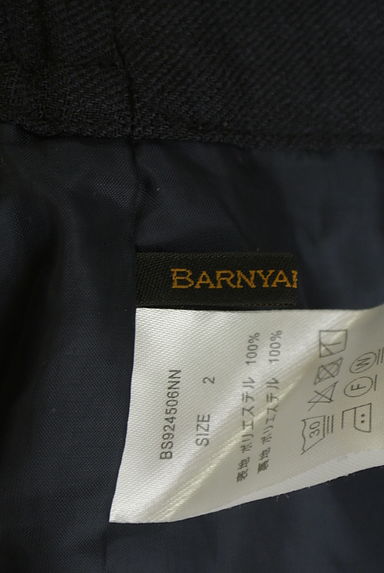 BARNYA
BS924506NN
SIZE 2
表地 ポリエステル 100%
裏地 ポリエステル 100%
30
F
W